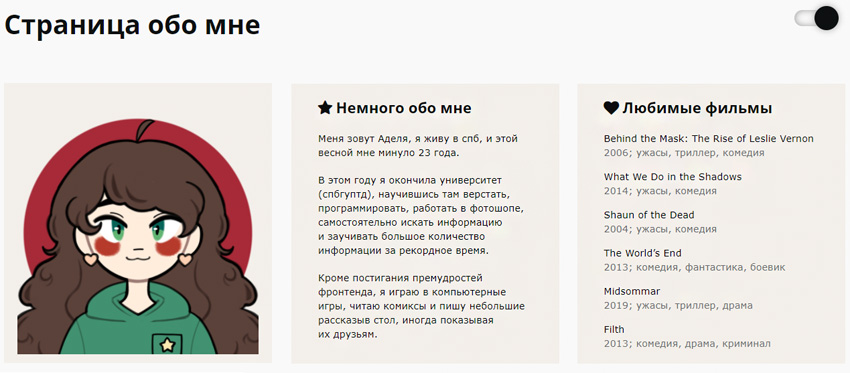 Страница обо мне
Немного обо мне
Меня зовут Аделя, я живу в спб, и этой
весной мне минуло 23 года.
В этом году я окончила университет
(спбгуптд), научившись там верстать,
программировать, работать в фотошопе,
самостоятельно искать информацию
и заучивать большое количество
информации за рекордное время.
Кроме постигания премудростей
фронтенда, я играю в компьютерные
игры, читаю комиксы и пишу небольшие
рассказыв стол, иногда показывая
их друзьям.
Любимые фильмы
Behind the Mask: The Rise of Leslie Vernon
2006; ужасы, триллер, комедия
What We Do in the Shadows
2014; ужасы, комедия
Shaun of the Dead
2004; ужасы, комедия
The World’s End
2013; комедия, фантастика, боевик
Midsommar
2019; ужасы, триллер, драма
Filth
2013; комедия, драма, криминал